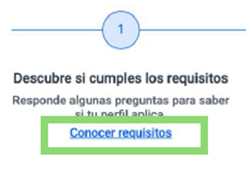 1
Descubre si cumples los requisitos
Responde algunas preguntas para saber
si tu perfil aplica
Conocer requisitos